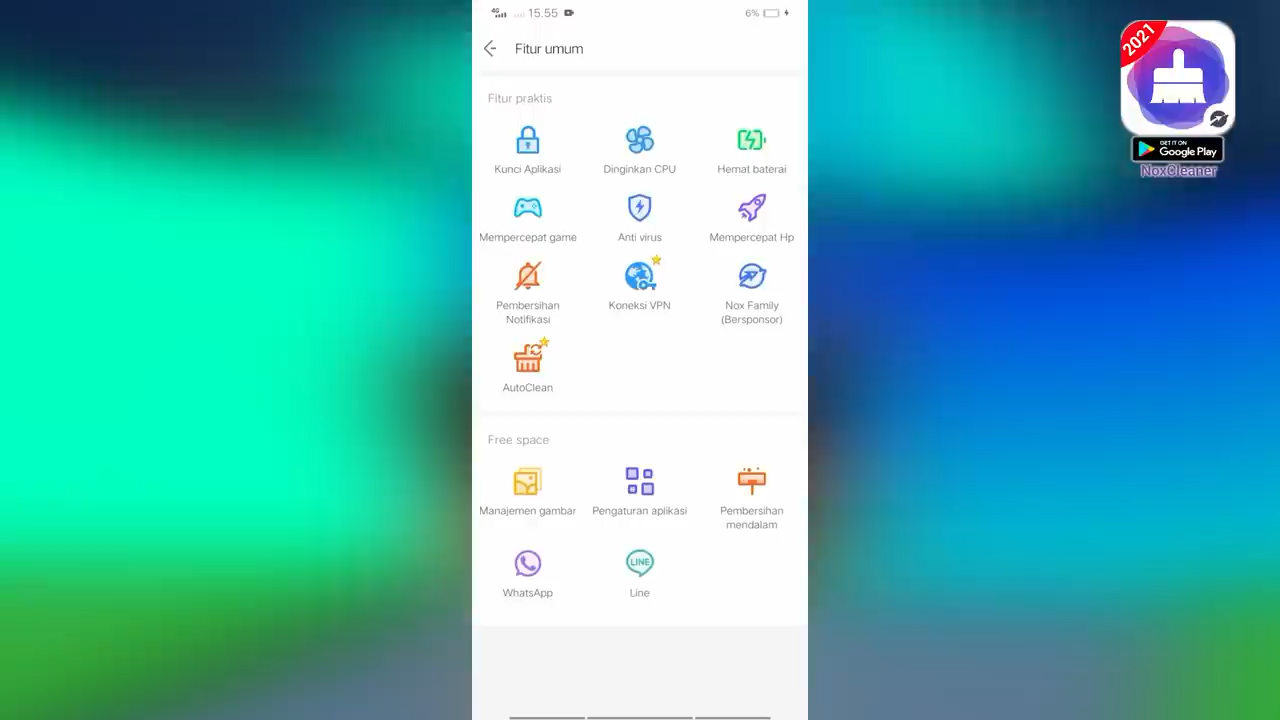 4G
15.55
6%
Fitur umum
Fitur praktis
Kunci Aplikasi
Dinginkan CPU
Hemat baterai
Mempercepat game
Anti virus
Mempercepat Hp
Pembersihan
Notifikasi
Koneksi VPN
Nox Family
(Bersponsor)
AutoClean
Free space
Manajemen gambar
Pengaturan aplikasi
Pembersihan
mendalam
WhatsApp
LINE
Line
2021
GET IT ON
Google Play
NoxCleaner